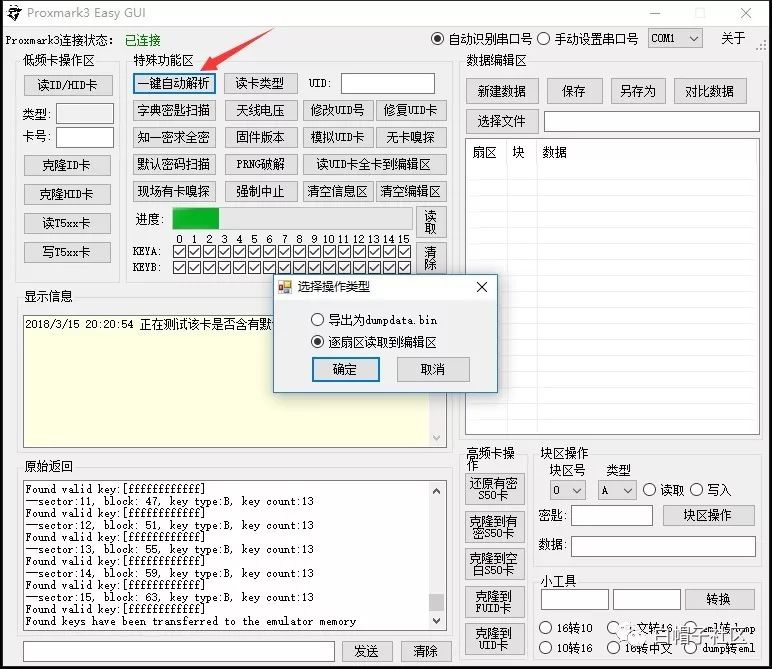 Proxmark3 Easy GUI
Proxmark3连接状态: 已连接
自动识别串口号 手动设置串口号 COM1 关于
低频卡操作区
读ID/HID卡
类型:
卡号:
克隆ID卡
克隆HID卡
读T5xx卡
写T5xx卡
特殊功能区
一键自动解析 读卡类型 UID:
字典密匙扫描 天线电压 修改UID号 修复UID卡
知一密求全密 固件版本 模拟UID卡 无卡嗅探
默认密码扫描 PRNG破解 读UID卡全卡到编辑区
现场有卡嗅探 强制中止 清空信息区 清空编辑区
进度: 读取
0 1 2 3 4 5 6 7 8 9 10 11 12 13 14 15
KEYA:
KEYB:
清除
数据编辑区
新建数据 保存 另存为 对比数据
选择文件
扇区 块 数据
选择操作类型
导出为dumpdata.bin
逐扇区读取到编辑区
确定 取消
显示信息
2018/3/15 20:20:54 正在测试该卡是否含有默
原始返回
Found valid key:[ffffffffffff]
—sector:11, block: 47, key type:B, key count:13
Found valid key:[ffffffffffff]
—sector:12, block: 51, key type:B, key count:13
Found valid key:[ffffffffffff]
—sector:13, block: 55, key type:B, key count:13
Found valid key:[ffffffffffff]
—sector:14, block: 59, key type:B, key count:13
Found valid key:[ffffffffffff]
—sector:15, block: 63, key type:B, key count:13
Found keys have been transferred to the emulator memory
发送 清除
高频卡操作
还原有密S50卡
克隆到有密S50卡
克隆到空白S50卡
克隆到FUID卡
克隆到UID卡
块区操作
块区号 类型
0 A 读取 写入
密匙: 块区操作
数据:
小工具
转换
16转10 中文转16 eml转dump
10转16 16转中文 dump转eml
白帽子社区